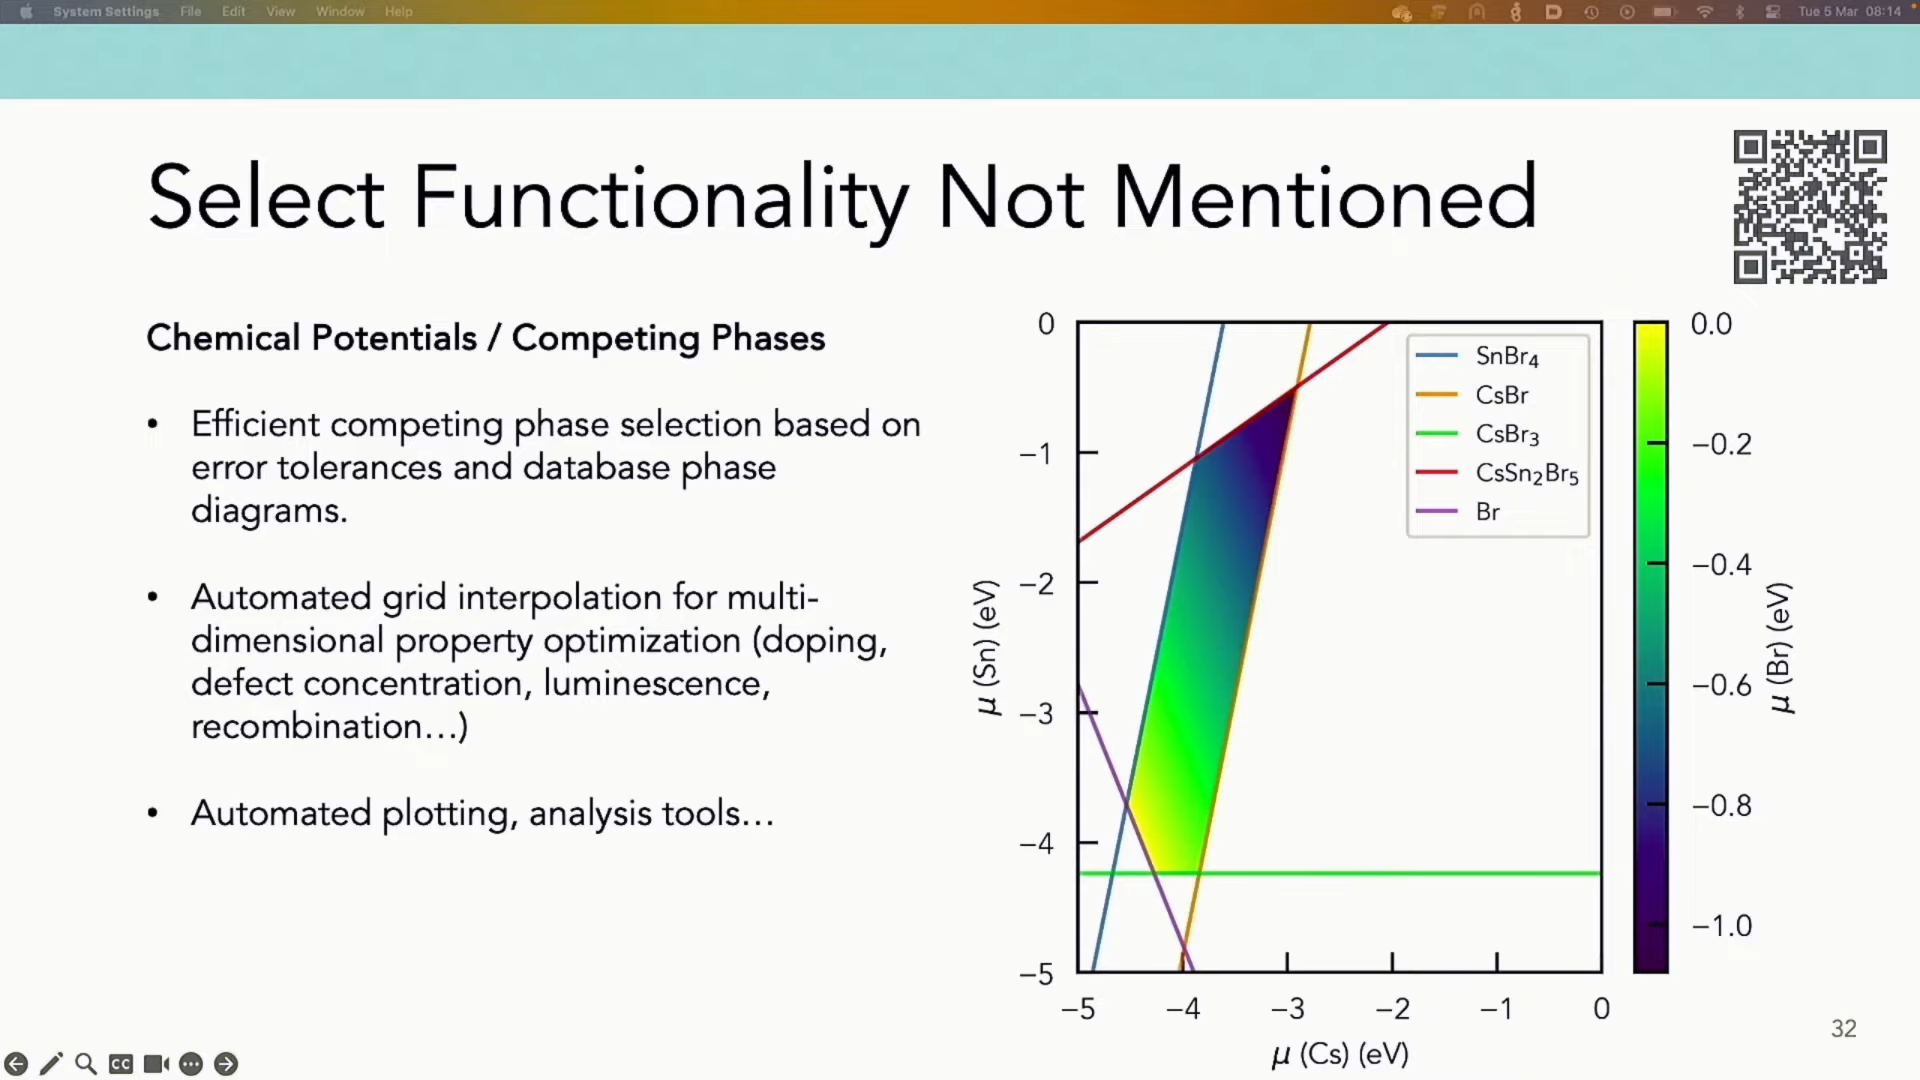 System Settings File Edit View Window Help Tue 5 Mar 08:14
Select Functionality Not Mentioned
Chemical Potentials / Competing Phases
• Efficient competing phase selection based on
error tolerances and database phase
diagrams.
• Automated grid interpolation for multi-
dimensional property optimization (doping,
defect concentration, luminescence,
recombination…)
• Automated plotting, analysis tools…
μ (Sn) (eV)
0
−1
−2
−3
−4
−5
−5 −4 −3 −2 −1 0
μ (Cs) (eV)
SnBr₄
CsBr
CsBr₃
CsSn₂Br₅
Br
0.0
−0.2
−0.4
−0.6
−0.8
−1.0
μ (Br) (eV)
32
CC